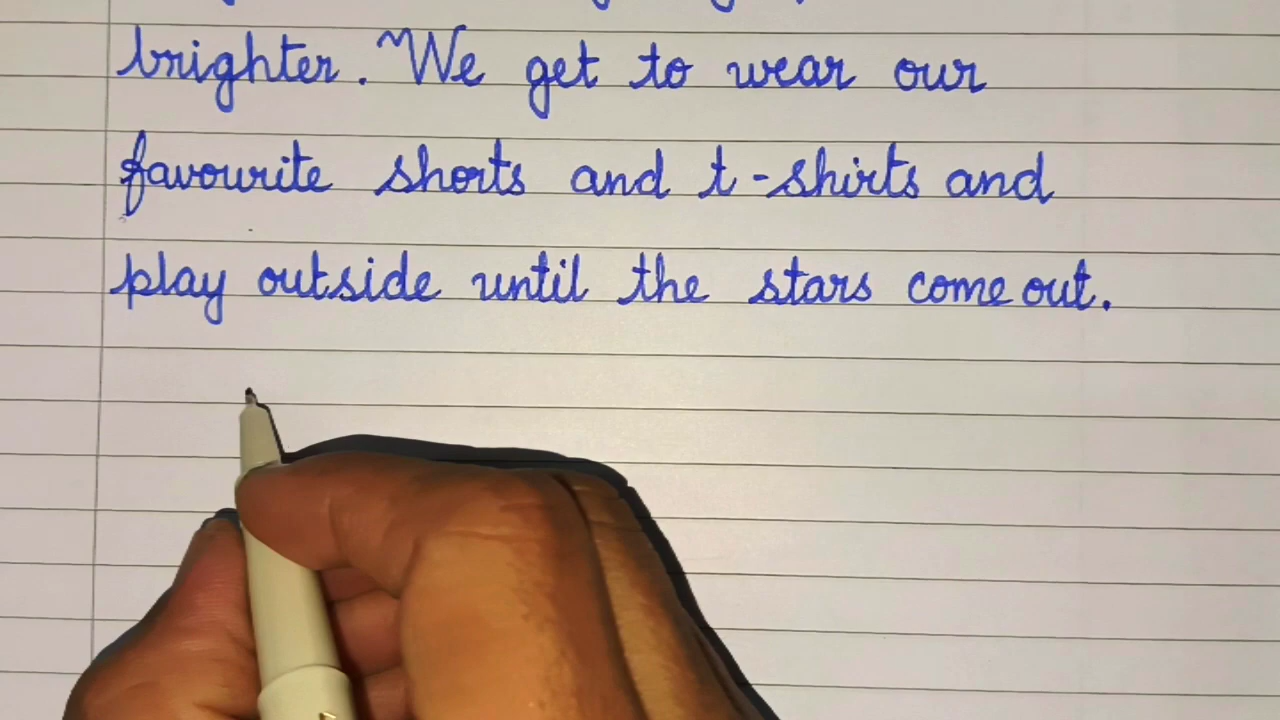 brighter. We get to wear our
favourite shorts and t-shirts and
play outside until the stars come out.